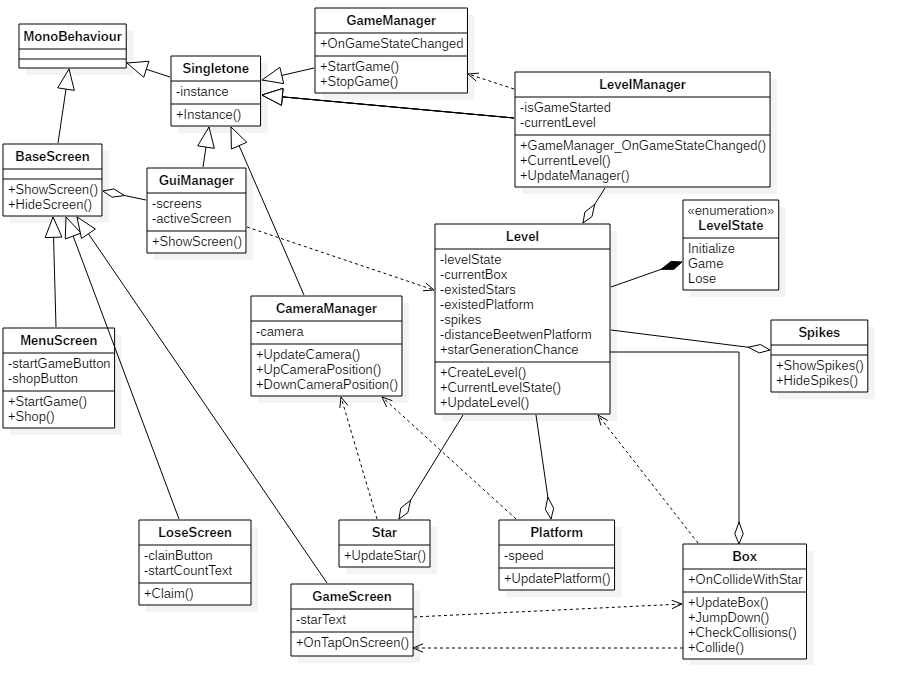 MonoBehaviour
GameManager
+OnGameStateChanged
+StartGame()
+StopGame()
Singletone
-instance
+Instance()
LevelManager
-isGameStarted
-currentLevel
+GameManager_OnGameStateChanged()
+CurrentLevel()
+UpdateManager()
BaseScreen
+ShowScreen()
+HideScreen()
GuiManager
-screens
-activeScreen
+ShowScreen()
Level
-levelState
-currentBox
-existedStars
-existedPlatform
-spikes
-distanceBeetwenPlatform
+starGenerationChance
+CreateLevel()
+CurrentLevelState()
+UpdateLevel()
«enumeration»
LevelState
Initialize
Game
Lose
CameraManager
-camera
+UpdateCamera()
+UpCameraPosition()
+DownCameraPosition()
Spikes
+ShowSpikes()
+HideSpikes()
MenuScreen
-startGameButton
-shopButton
+StartGame()
+Shop()
LoseScreen
-clainButton
-startCountText
+Claim()
Star
+UpdateStar()
Platform
-speed
+UpdatePlatform()
Box
+OnCollideWithStar
+UpdateBox()
+JumpDown()
+CheckCollisions()
+Collide()
GameScreen
-starText
+OnTapOnScreen()